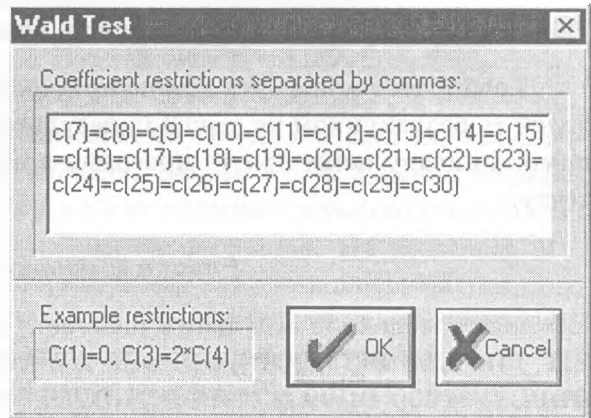 Wald Test
Coefficient restrictions separated by commas:
c(7)=c(8)=c(9)=c(10)=c(11)=c(12)=c(13)=c(14)=c(15)
=c(16)=c(17)=c(18)=c(19)=c(20)=c(21)=c(22)=c(23)=
c(24)=c(25)=c(26)=c(27)=c(28)=c(29)=c(30)
Example restrictions:
C(1)=0, C(3)=2*C(4)
OK
Cancel